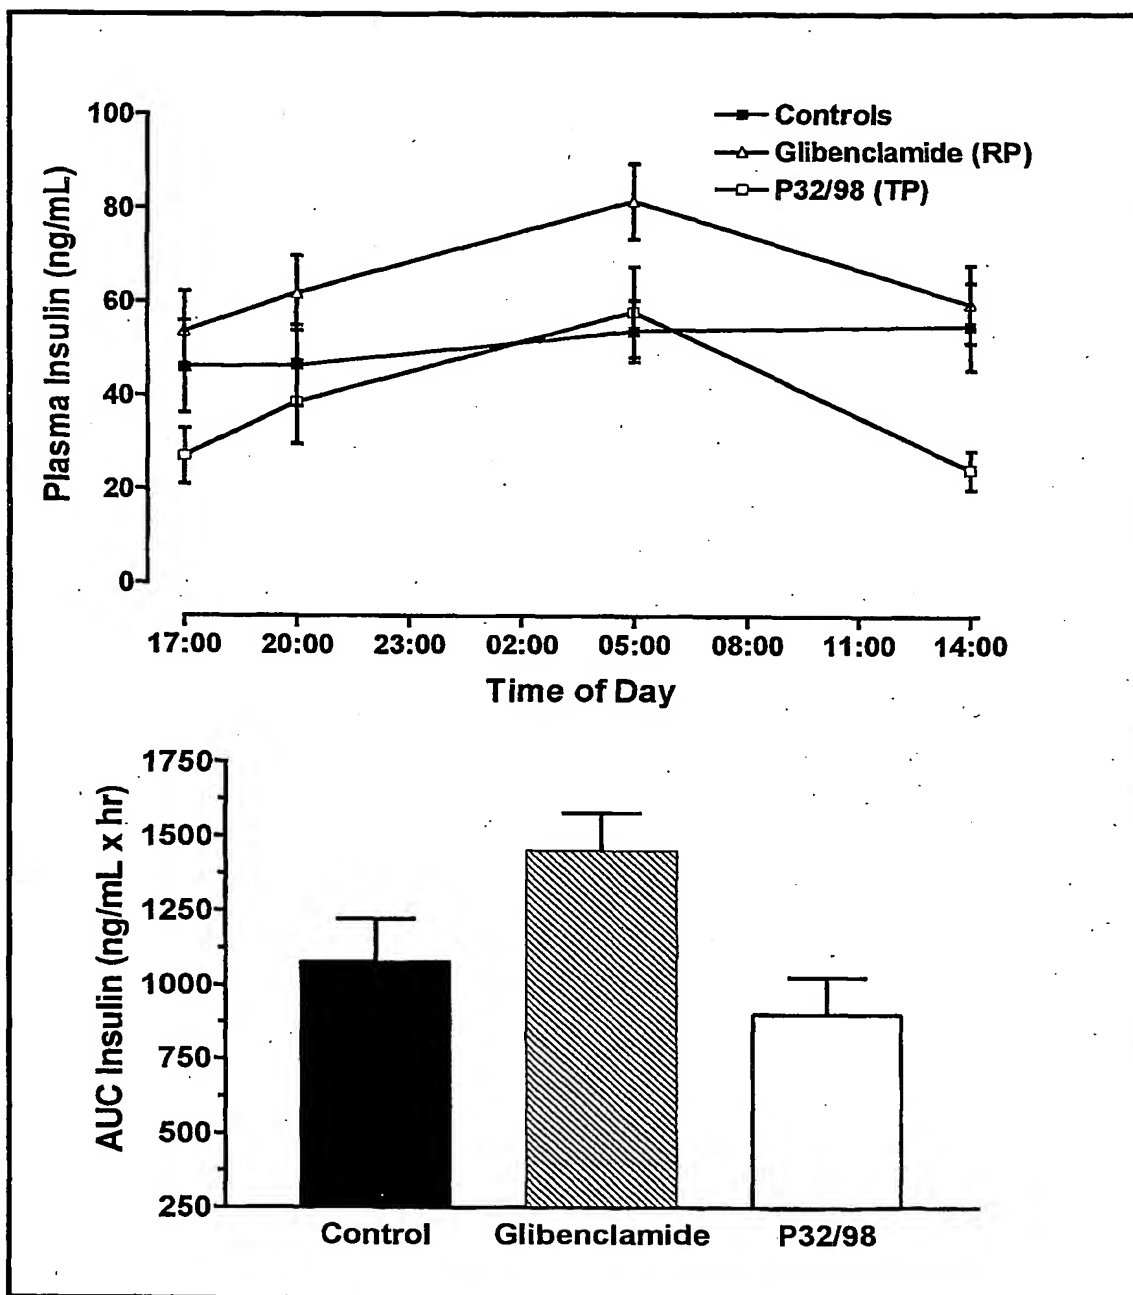 100
Controls
Glibenclamide (RP)
P32/98 (TP)
80
60
40
20
0
Plasma Insulin (ng/mL)
17:00 20:00 23:00 02:00 05:00 08:00 11:00 14:00
Time of Day
1750
1500
1250
1000
750
500
250
AUC Insulin (ng/mL x hr)
Control Glibenclamide P32/98